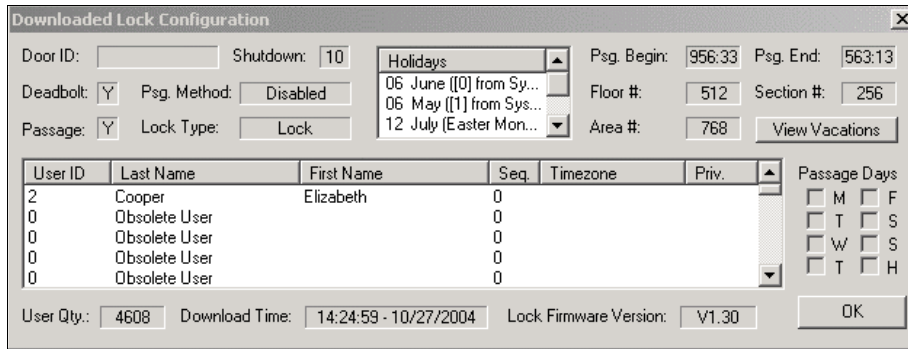 Downloaded Lock Configuration
Door ID: Shutdown: 10 Holidays Psg. Begin: 956:33 Psg. End: 563:13
06 June ([0] from Sy...
Deadbolt: Y Psg. Method: Disabled 06 May ([1] from Sys... Floor #: 512 Section #: 256
Passage: Y Lock Type: Lock 12 July (Easter Mon... Area #: 768 View Vacations
User ID Last Name First Name Seq. Timezone Priv. Passage Days
2 Cooper Elizabeth 0 M F
0 Obsolete User 0 T S
0 Obsolete User 0 W S
0 Obsolete User 0 T H
0 Obsolete User 0
User Qty.: 4608 Download Time: 14:24:59 - 10/27/2004 Lock Firmware Version: V1.30 OK